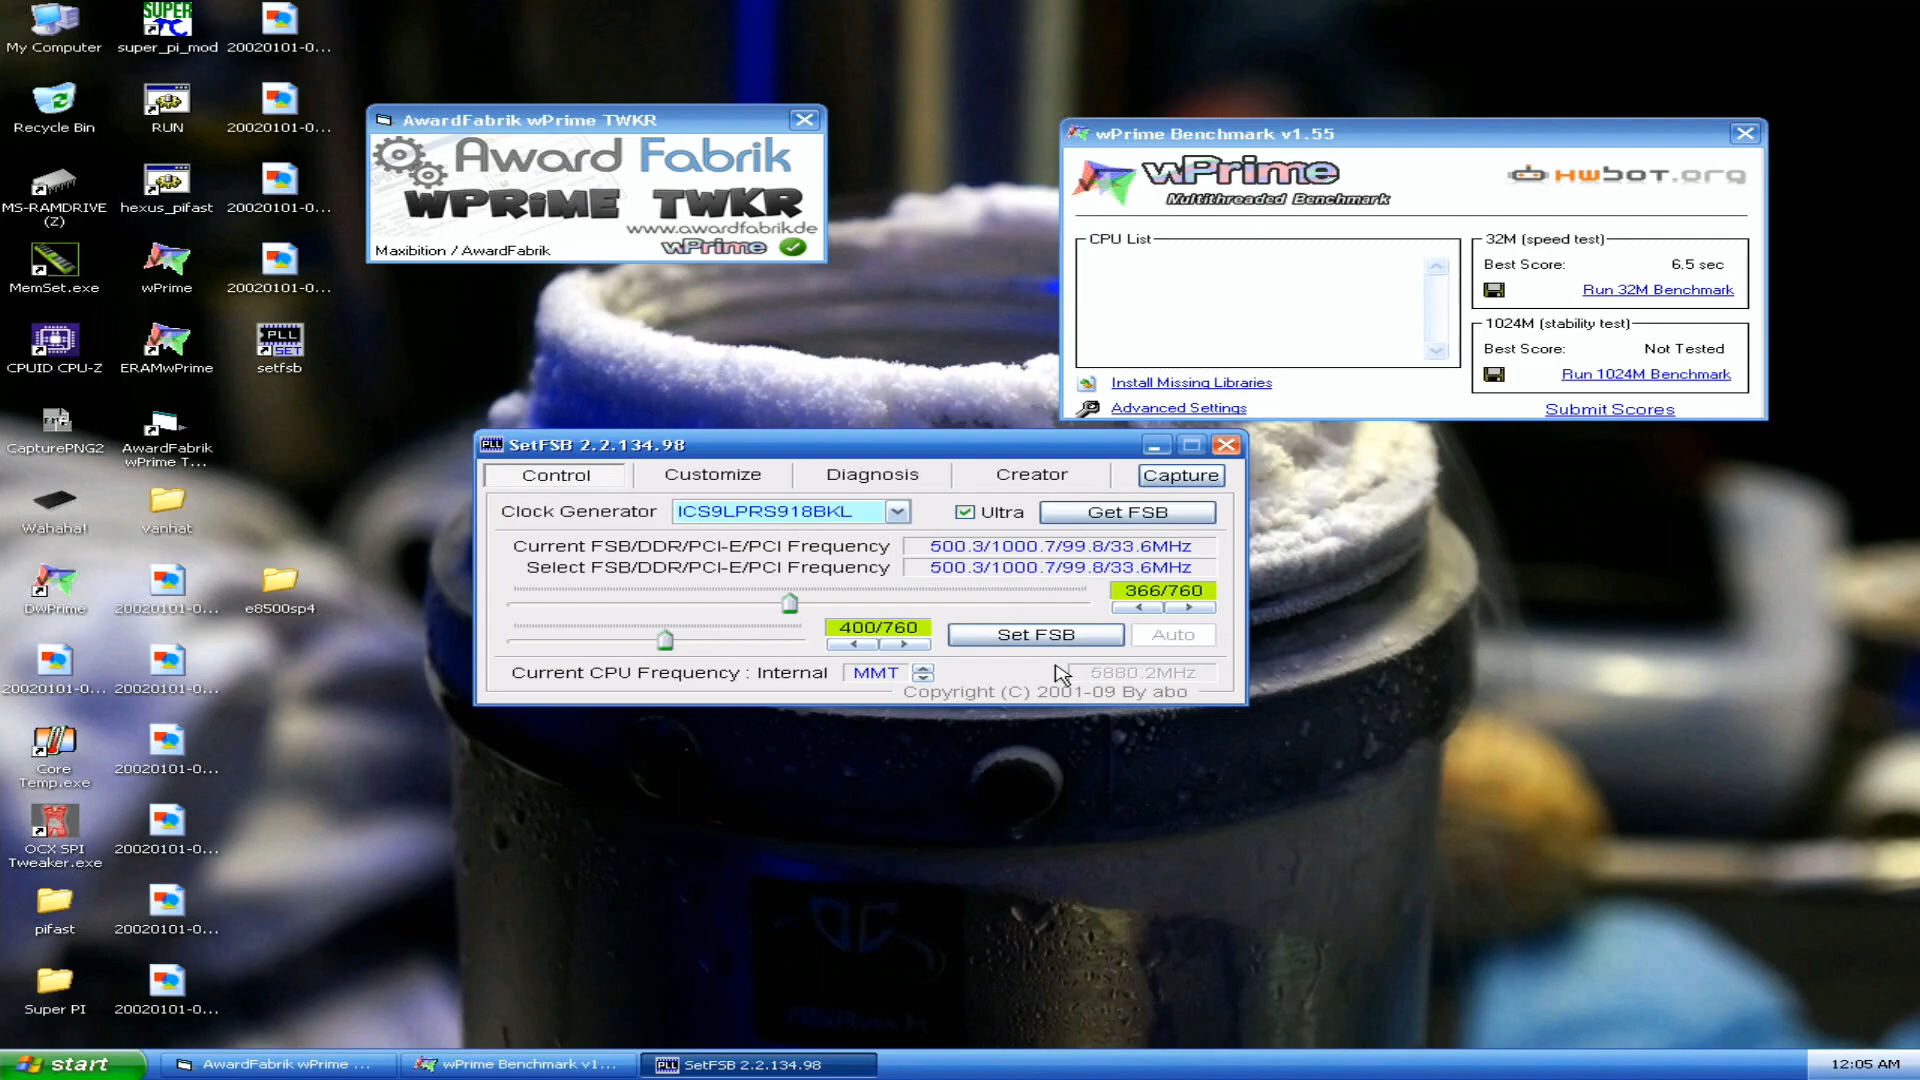 My Computer
super_pi_mod
20020101-0...
Recycle Bin
RUN
20020101-0...
MS-RAMDRIVE
(Z)
hexus_pifast
20020101-0...
MemSet.exe
wPrime
20020101-0...
CPUID CPU-Z
ERAMwPrime
PLL
SET
setfsb
CapturePNG2
AwardFabrik
wPrime T...
Wahaha!
vanhat
DwPrime
20020101-0...
e8500sp4
20020101-0...
20020101-0...
Core
Temp.exe
20020101-0...
OCX SPI
Tweaker.exe
20020101-0...
pifast
20020101-0...
Super PI
20020101-0...
AwardFabrik wPrime TWKR
Award Fabrik
WPRiME TWKR
www.awardfabrik.de
Maxibition / AwardFabrik
wPrime
wPrime Benchmark v1.55
wPrime
Multithreaded Benchmark
HWBOT.org
CPU List
32M (speed test)
Best Score: 6.5 sec
Run 32M Benchmark
1024M (stability test)
Best Score: Not Tested
Run 1024M Benchmark
Install Missing Libraries
Advanced Settings
Submit Scores
PLL SetFSB 2.2.134.98
Control Customize Diagnosis Creator Capture
Clock Generator ICS9LPRS918BKL Ultra Get FSB
Current FSB/DDR/PCI-E/PCI Frequency 500.3/1000.7/99.8/33.6MHz
Select FSB/DDR/PCI-E/PCI Frequency 500.3/1000.7/99.8/33.6MHz
366/760
400/760 Set FSB Auto
Current CPU Frequency : Internal MMT 5880.2MHz
Copyright (C) 2001-09 By abo
start
AwardFabrik wPrime ...
wPrime Benchmark v1...
PLL SetFSB 2.2.134.98
12:05 AM